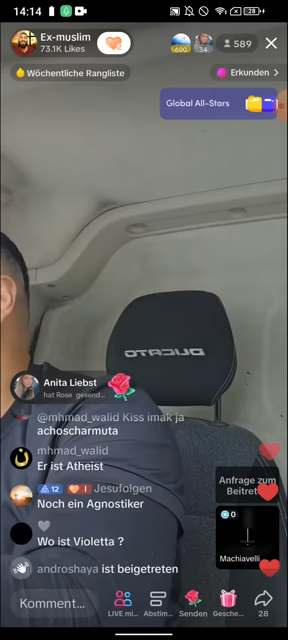 14:14
28
Ex-muslim
73.1K Likes
600
34
589
Wöchentliche Rangliste
Erkunden >
Global All-Stars
DUCATO
Anita Liebst
hat Rose gesend...
@mhmad_walid Kiss imak ja
achoscharmuta
mhmad_walid
Er ist Atheist
12 1 Jesufolgen
Noch ein Agnostiker
Wo ist Violetta ?
androshaya ist beigetreten
Anfrage zum
Beitret
0
Machiavelli
Komment...
LIVE mi...
Abstim...
Senden
Gesche...
28